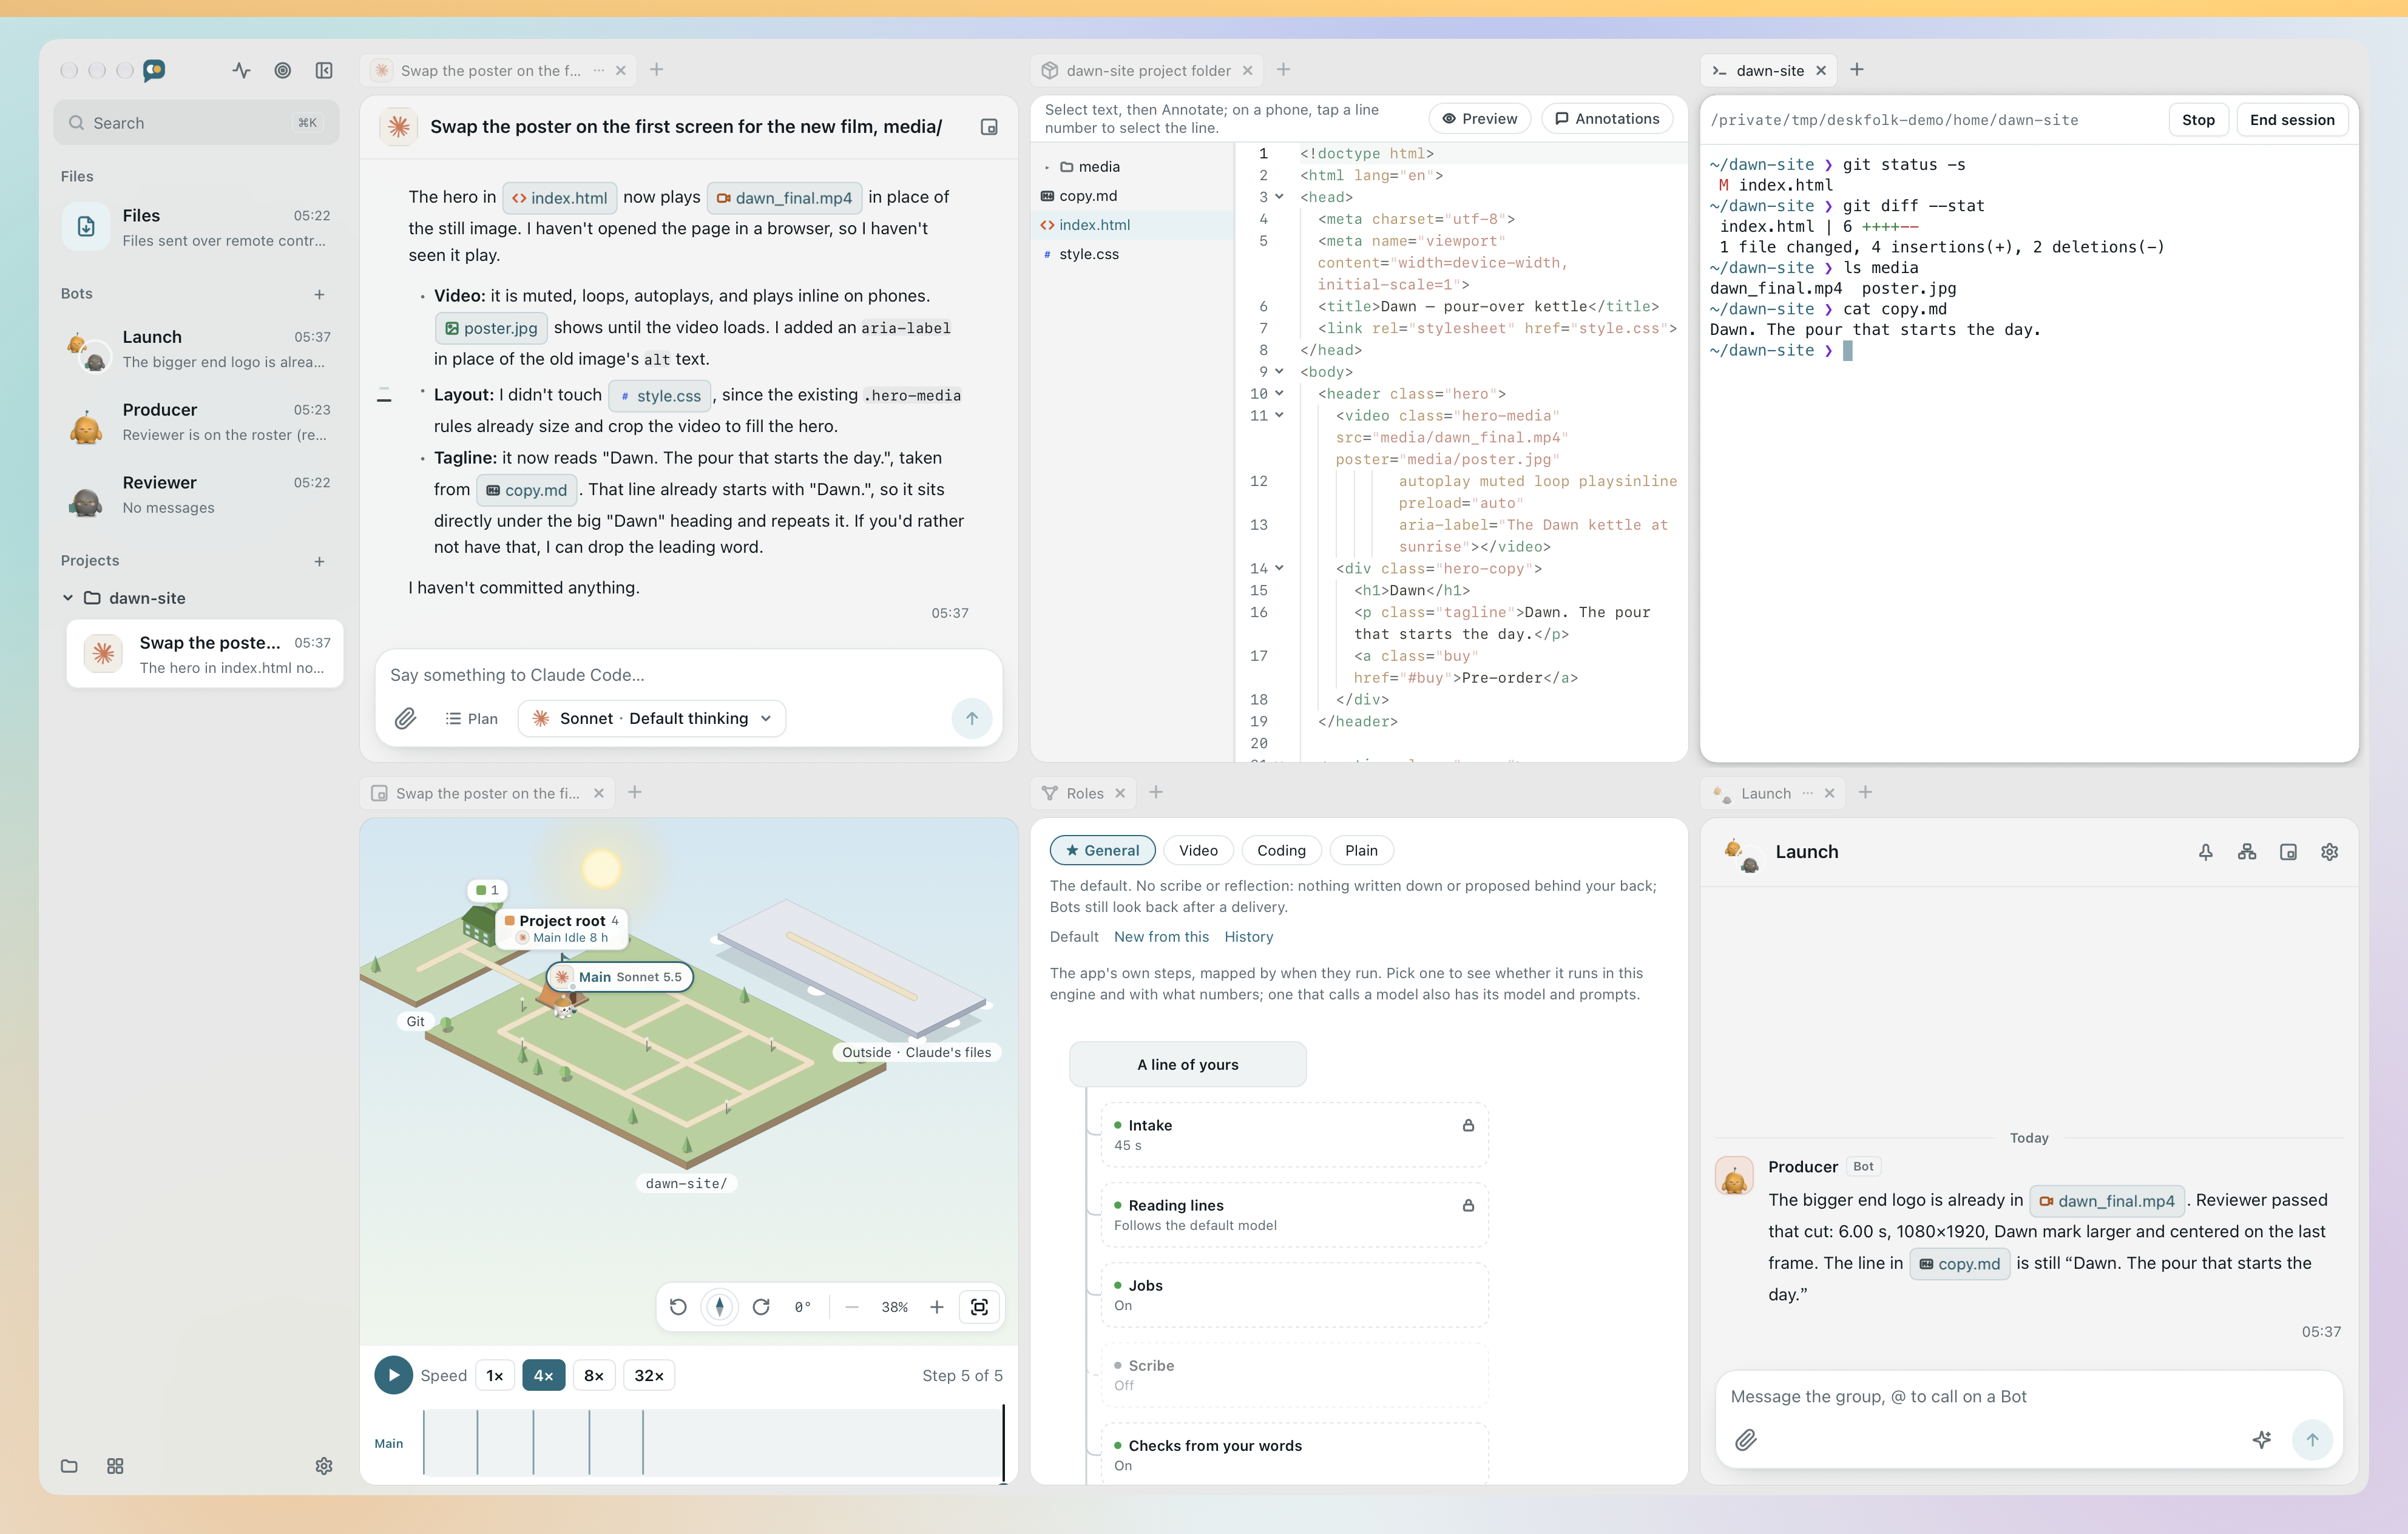 Search ⌘K
Files
Files 05:22
Files sent over remote contr...
Bots +
Launch 05:37
The bigger end logo is alrea...
Producer 05:23
Reviewer is on the roster (re...
Reviewer 05:22
No messages
Projects +
dawn-site
Swap the poste... 05:37
The hero in index.html no...
Swap the poster on the f... ··· × +
Swap the poster on the first screen for the new film, media/
The hero in index.html now plays dawn_final.mp4 in place of
the still image. I haven't opened the page in a browser, so I haven't
seen it play.
• Video: it is muted, loops, autoplays, and plays inline on phones.
poster.jpg shows until the video loads. I added an aria-label
in place of the old image's alt text.
• Layout: I didn't touch # style.css, since the existing .hero-media
rules already size and crop the video to fill the hero.
• Tagline: it now reads "Dawn. The pour that starts the day.", taken
from copy.md. That line already starts with "Dawn.", so it sits
directly under the big "Dawn" heading and repeats it. If you'd rather
not have that, I can drop the leading word.
I haven't committed anything.
05:37
Say something to Claude Code...
Plan Sonnet · Default thinking
dawn-site project folder × +
Select text, then Annotate; on a phone, tap a line
number to select the line.
Preview Annotations
media
copy.md
index.html
# style.css
1 <!doctype html>
2 <html lang="en">
3 <head>
4 <meta charset="utf-8">
5 <meta name="viewport"
content="width=device-width,
initial-scale=1">
6 <title>Dawn — pour-over kettle</title>
7 <link rel="stylesheet" href="style.css">
8 </head>
9 <body>
10 <header class="hero">
11 <video class="hero-media"
src="media/dawn_final.mp4"
poster="media/poster.jpg"
12 autoplay muted loop playsinline
preload="auto"
13 aria-label="The Dawn kettle at
sunrise"></video>
14 <div class="hero-copy">
15 <h1>Dawn</h1>
16 <p class="tagline">Dawn. The pour
that starts the day.</p>
17 <a class="buy"
href="#buy">Pre-order</a>
18 </div>
19 </header>
20
dawn-site × +
/private/tmp/deskfolk-demo/home/dawn-site
Stop End session
~/dawn-site ❯ git status -s
M index.html
~/dawn-site ❯ git diff --stat
index.html | 6 ++++--
1 file changed, 4 insertions(+), 2 deletions(-)
~/dawn-site ❯ ls media
dawn_final.mp4 poster.jpg
~/dawn-site ❯ cat copy.md
Dawn. The pour that starts the day.
~/dawn-site ❯
Swap the poster on the fi... × +
1
Project root 4
Main Idle 8 h
Main Sonnet 5.5
Git
Outside · Claude's files
dawn-site/
0° 38%
Speed 1× 4× 8× 32× Step 5 of 5
Main
Roles × +
★ General Video Coding Plain
The default. No scribe or reflection: nothing written down or proposed behind your back;
Bots still look back after a delivery.
Default New from this History
The app's own steps, mapped by when they run. Pick one to see whether it runs in this
engine and with what numbers; one that calls a model also has its model and prompts.
A line of yours
Intake
45 s
Reading lines
Follows the default model
Jobs
On
Scribe
Off
Checks from your words
On
Launch ··· × +
Launch
Today
Producer Bot
The bigger end logo is already in dawn_final.mp4. Reviewer passed
that cut: 6.00 s, 1080×1920, Dawn mark larger and centered on the last
frame. The line in copy.md is still “Dawn. The pour that starts the
day.”
05:37
Message the group, @ to call on a Bot